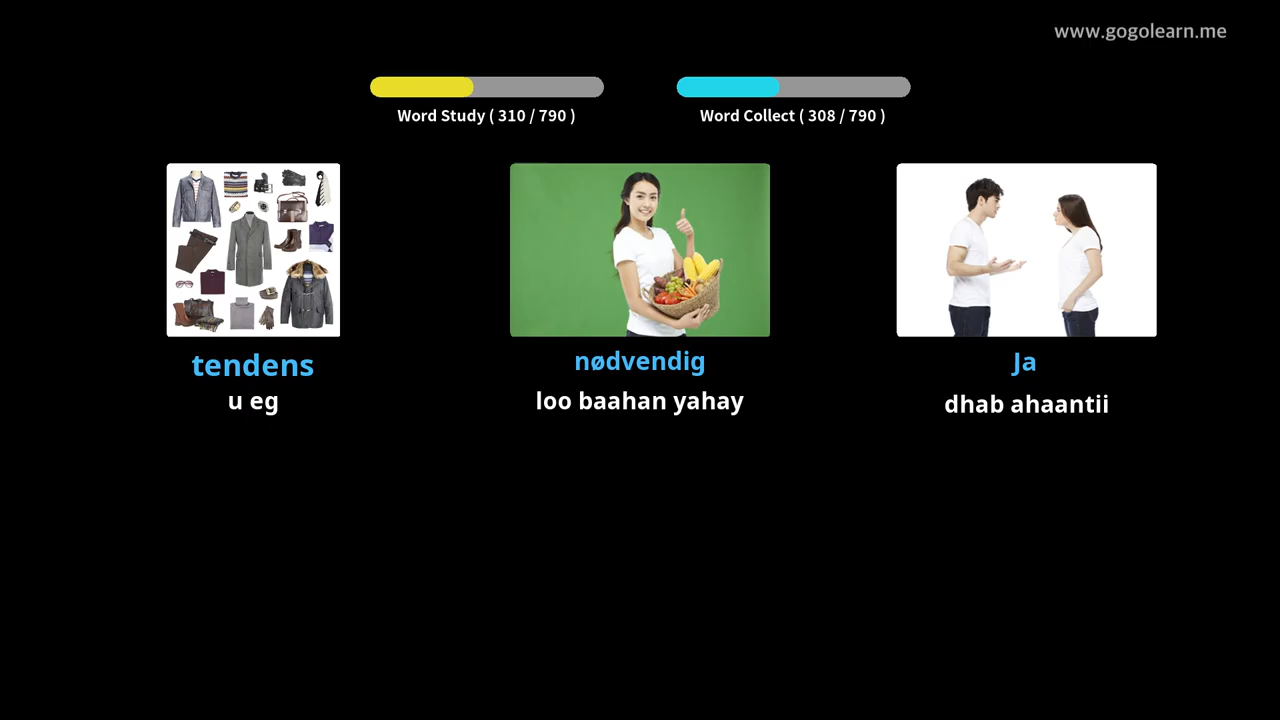 www.gogolearn.me
Word Study ( 310 / 790 )
Word Collect ( 308 / 790 )
tendens
u eg
nødvendig
loo baahan yahay
Ja
dhab ahaantii